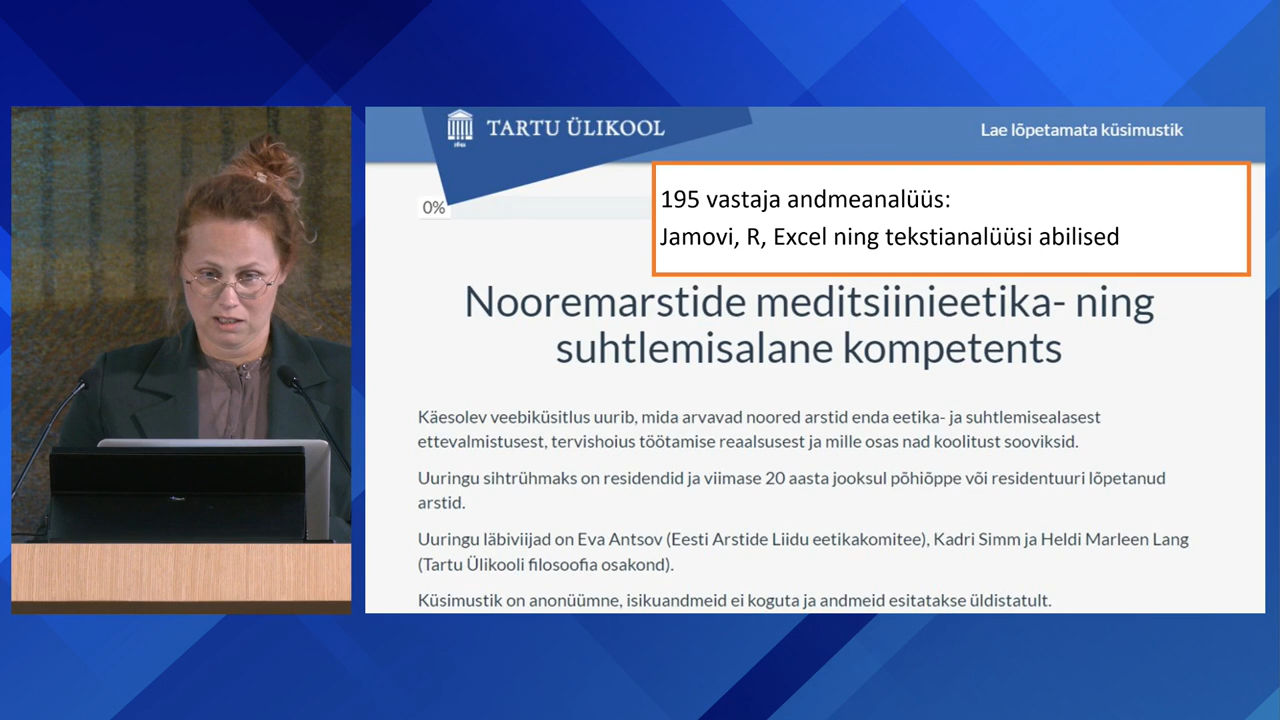 TARTU ÜLIKOOL
1632
Lae lõpetamata küsimustik
195 vastaja andmeanalüüs:
Jamovi, R, Excel ning tekstianalüüsi abilised
0%
Nooremarstide meditsiinieetika- ning
suhtlemisalane kompetents
Käesolev veebiküsitlus uurib, mida arvavad noored arstid enda eetika- ja suhtlemisealasest
ettevalmistusest, tervishoius töötamise reaalsusest ja mille osas nad koolitust sooviksid.
Uuringu sihtrühmaks on residendid ja viimase 20 aasta jooksul põhiõppe või residentuuri lõpetanud
arstid.
Uuringu läbiviijad on Eva Antsov (Eesti Arstide Liidu eetikakomitee), Kadri Simm ja Heldi Marleen Lang
(Tartu Ülikooli filosoofia osakond).
Küsimustik on anonüümne, isikuandmeid ei koguta ja andmeid esitatakse üldistatult.